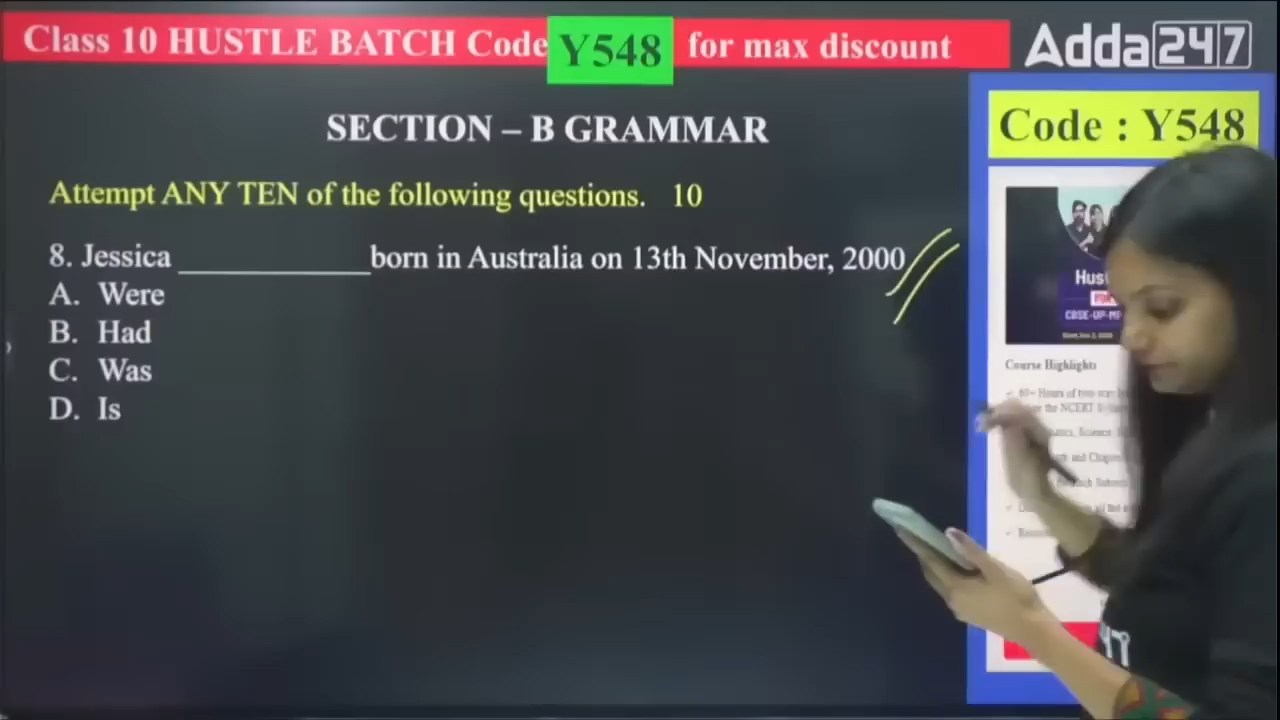 Class 10 HUSTLE BATCH Code Y548 for max discount
Adda247
Code : Y548
SECTION – B GRAMMAR
Attempt ANY TEN of the following questions. 10
8. Jessica ____________ born in Australia on 13th November, 2000
A. Were
B. Had
C. Was
D. Is
Course Highlights